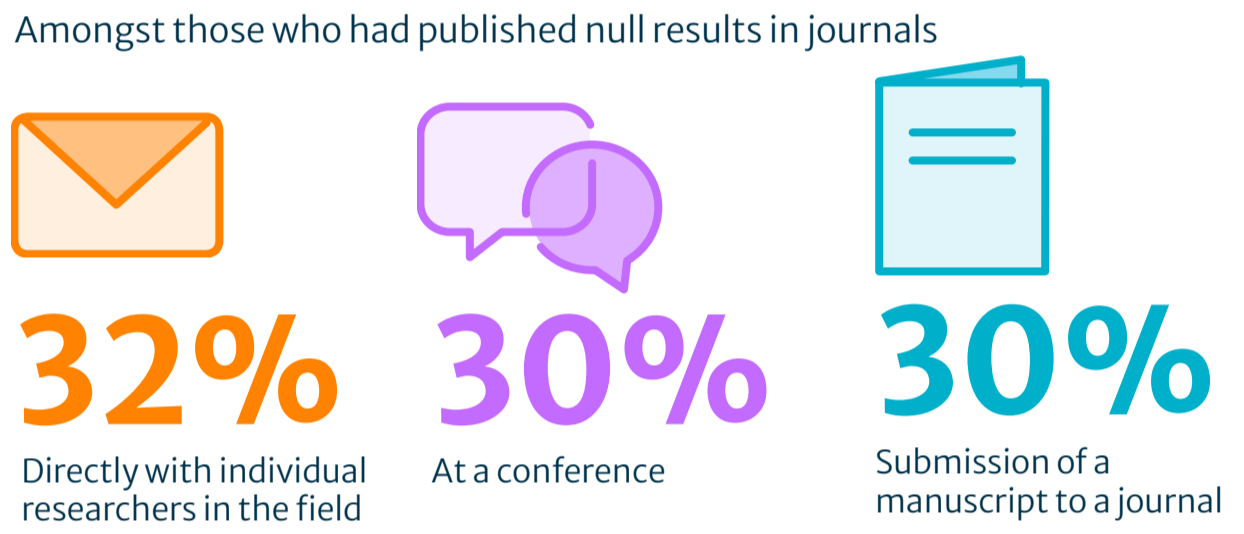 Amongst those who had published null results in journals
32%
Directly with individual
researchers in the field
30%
At a conference
30%
Submission of a
manuscript to a journal